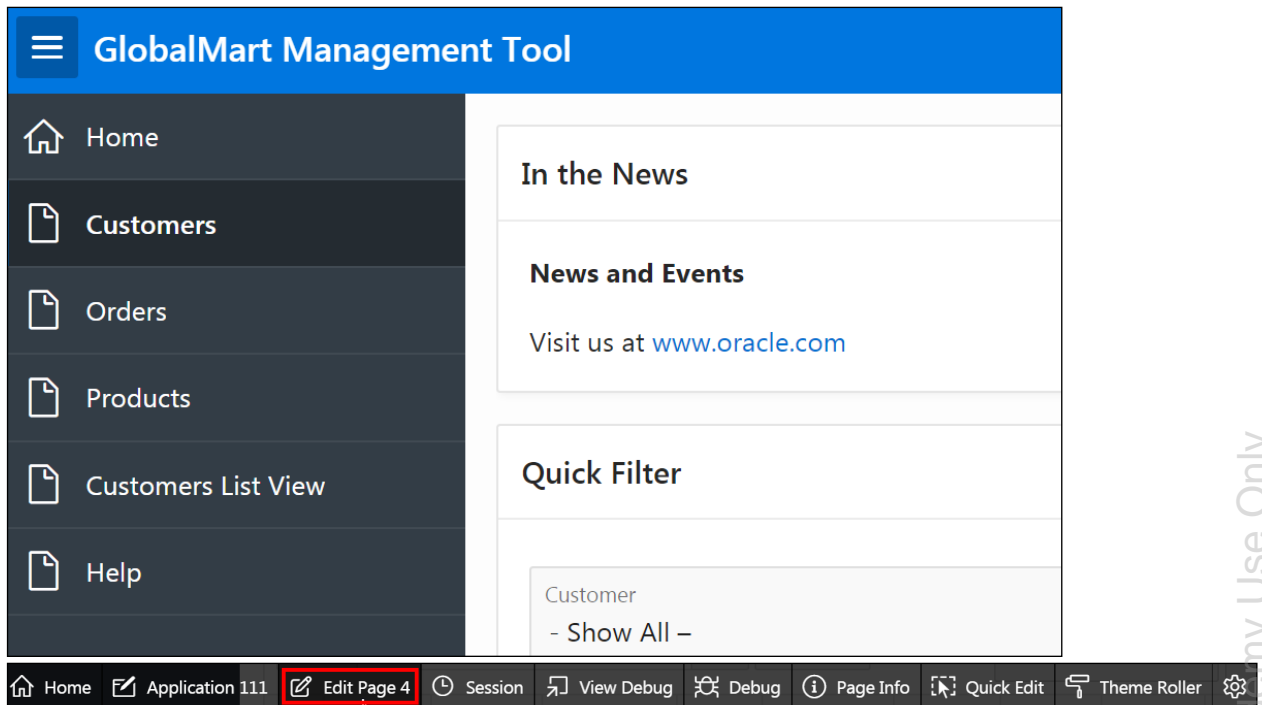 GlobalMart Management Tool
Home
Customers
Orders
Products
Customers List View
Help
In the News
News and Events
Visit us at www.oracle.com
Quick Filter
Customer
- Show All –
Home Application 111 Edit Page 4 Session View Debug Debug Page Info Quick Edit Theme Roller
Use Only